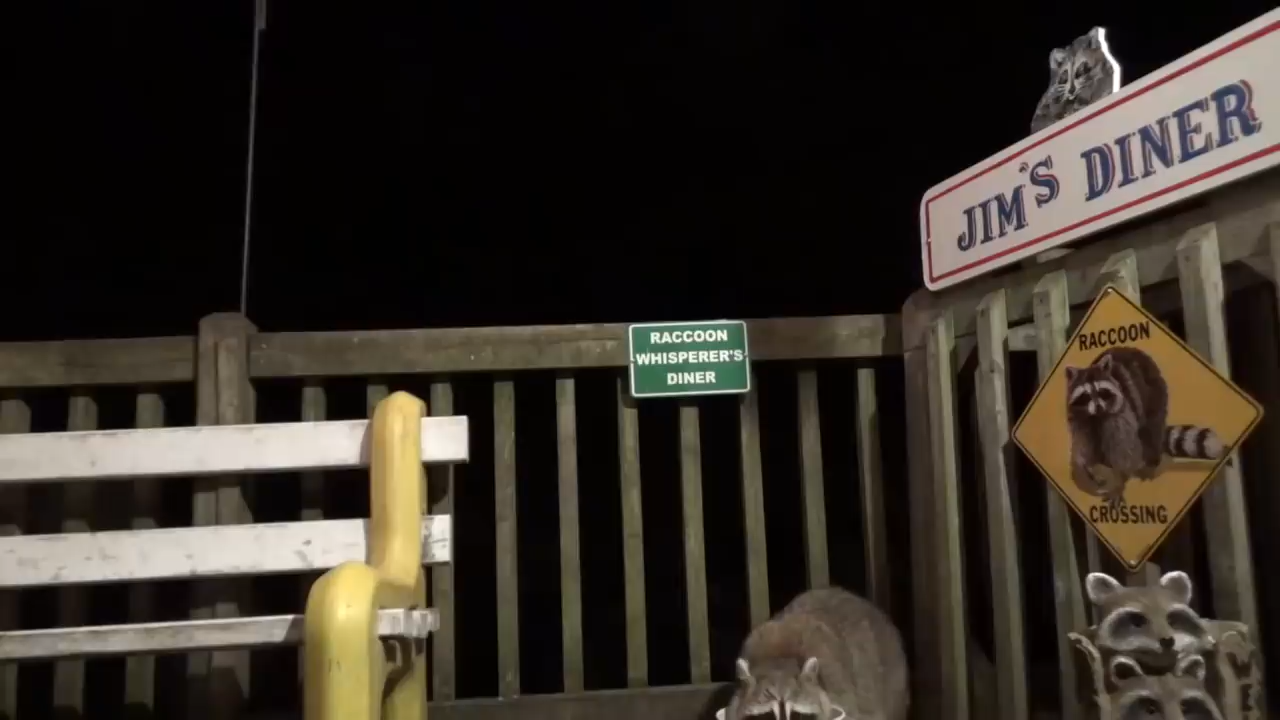 JIM'S DINER
RACCOON
WHISPERER'S
DINER
RACCOON
CROSSING